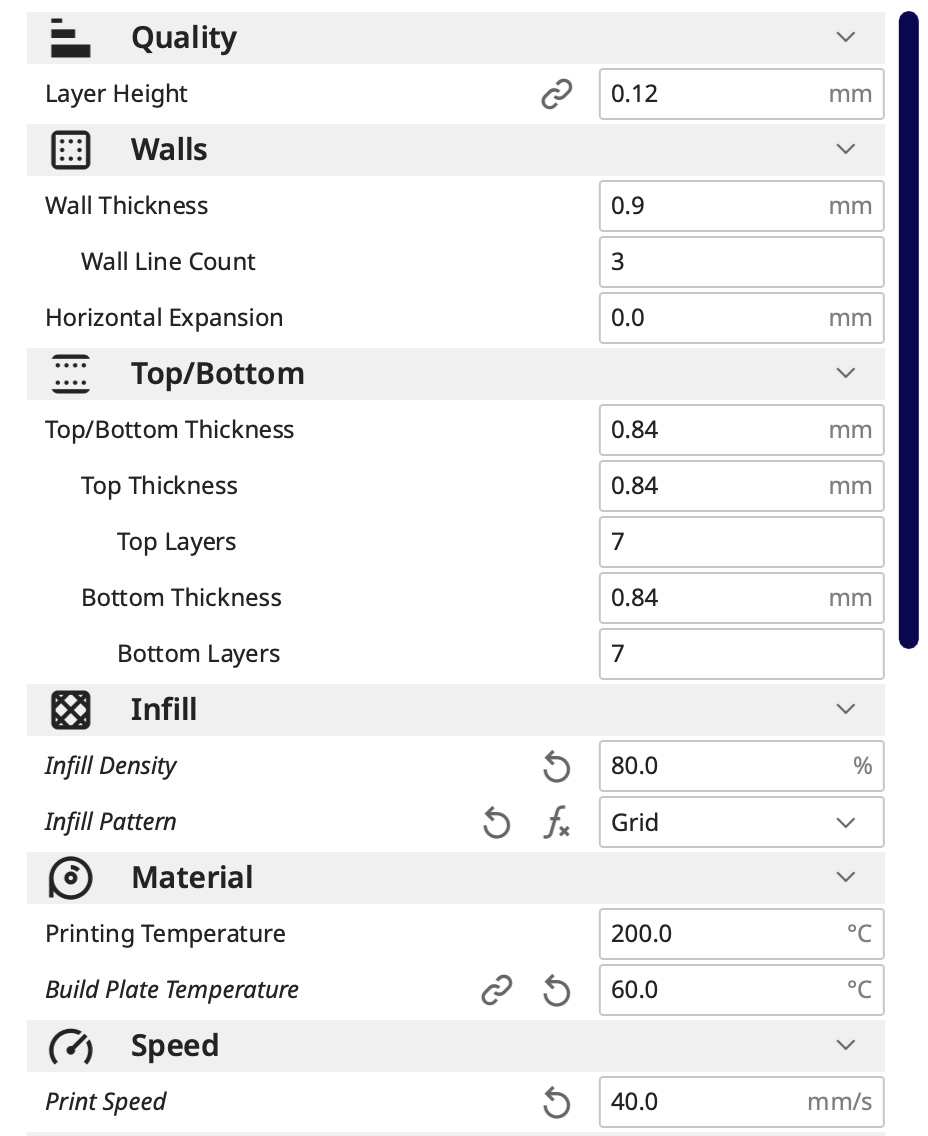 Quality
Layer Height 0.12 mm
Walls
Wall Thickness 0.9 mm
Wall Line Count 3
Horizontal Expansion 0.0 mm
Top/Bottom
Top/Bottom Thickness 0.84 mm
Top Thickness 0.84 mm
Top Layers 7
Bottom Thickness 0.84 mm
Bottom Layers 7
Infill
Infill Density 80.0 %
Infill Pattern Grid
Material
Printing Temperature 200.0 °C
Build Plate Temperature 60.0 °C
Speed
Print Speed 40.0 mm/s